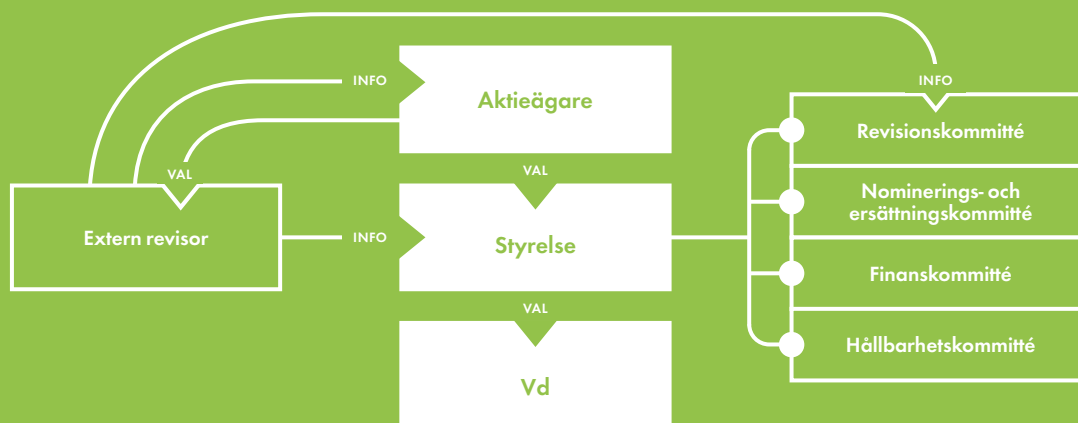 INFO
Aktieägare
VAL
INFO
Revisionskommitté
VAL
Extern revisor
INFO
Styrelse
Nominerings- och
ersättningskommitté
Finanskommitté
VAL
Hållbarhetskommitté
Vd